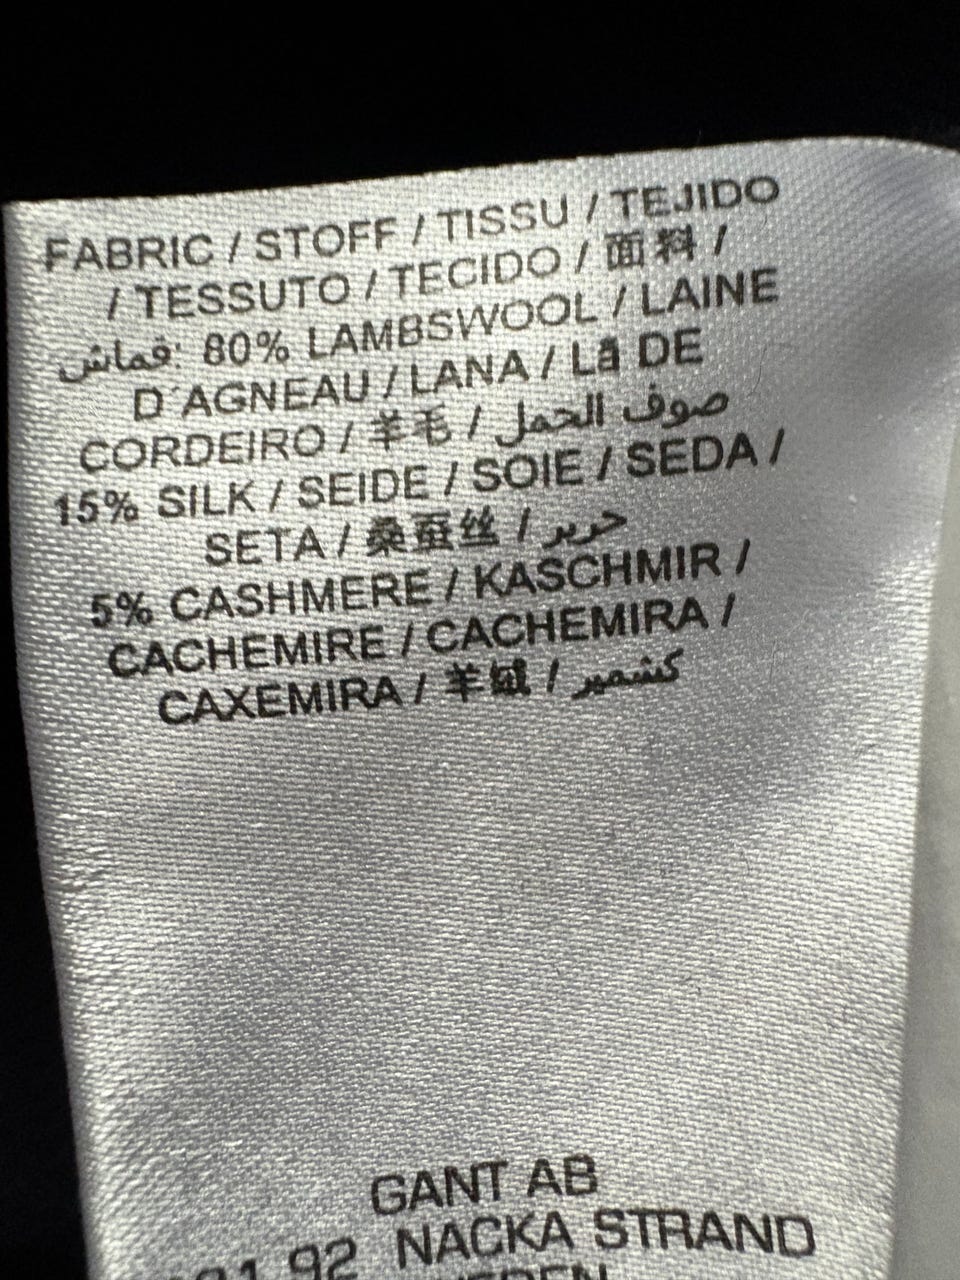 FABRIC / STOFF / TISSU / TEJIDO
/ TESSUTO / TECIDO / 面料 /
قماش: 80% LAMBSWOOL / LAINE
D´AGNEAU / LANA / Lã DE
CORDEIRO / 羊毛 / صوف الحمل
15% SILK / SEIDE / SOIE / SEDA /
SETA / 桑蚕丝 / حرير
5% CASHMERE / KASCHMIR /
CACHEMIRE / CACHEMIRA /
CAXEMIRA / 羊绒 / كشمير
GANT AB
92 NACKA STRAND